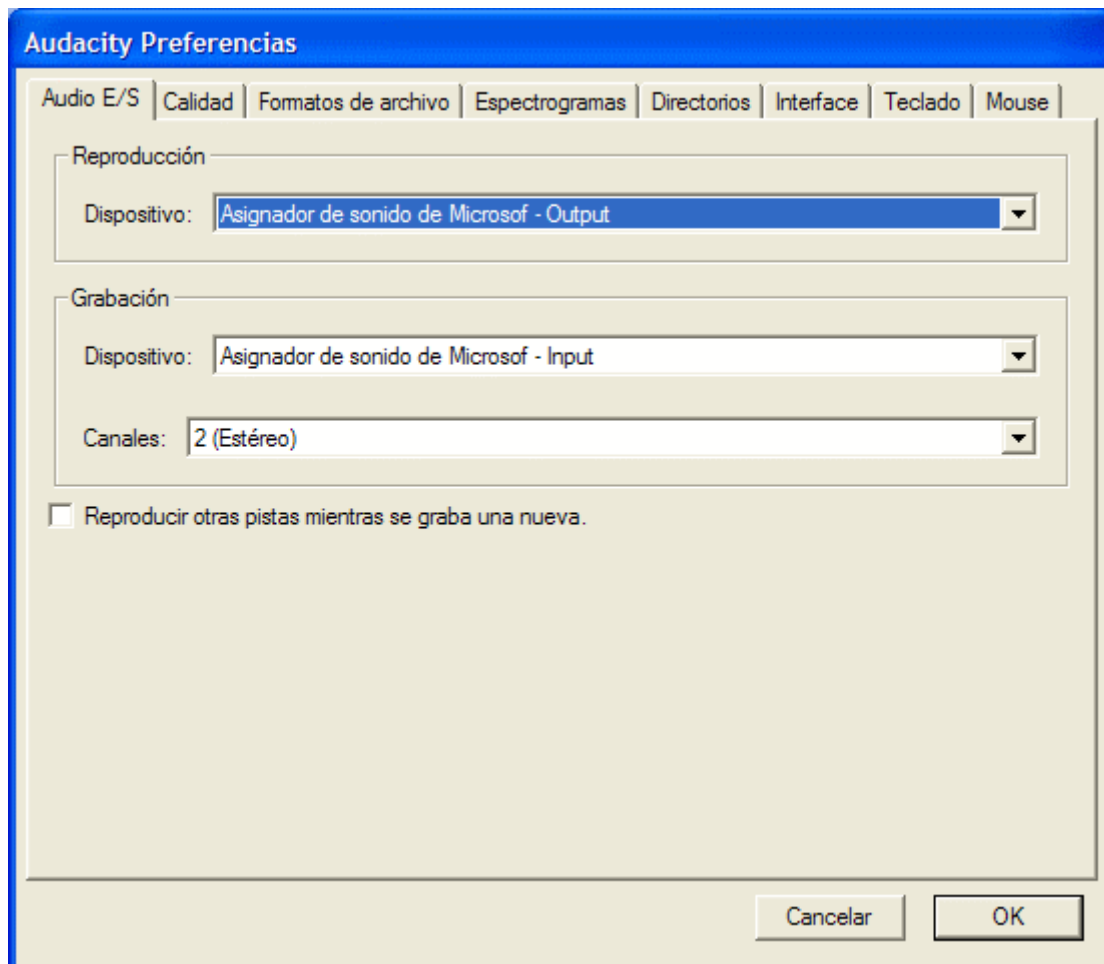 Audacity Preferencias
Audio E/S Calidad Formatos de archivo Espectrogramas Directorios Interface Teclado Mouse
Reproducción
Dispositivo: Asignador de sonido de Microsof - Output
Grabación
Dispositivo: Asignador de sonido de Microsof - Input
Canales: 2 (Estéreo)
Reproducir otras pistas mientras se graba una nueva.
Cancelar OK